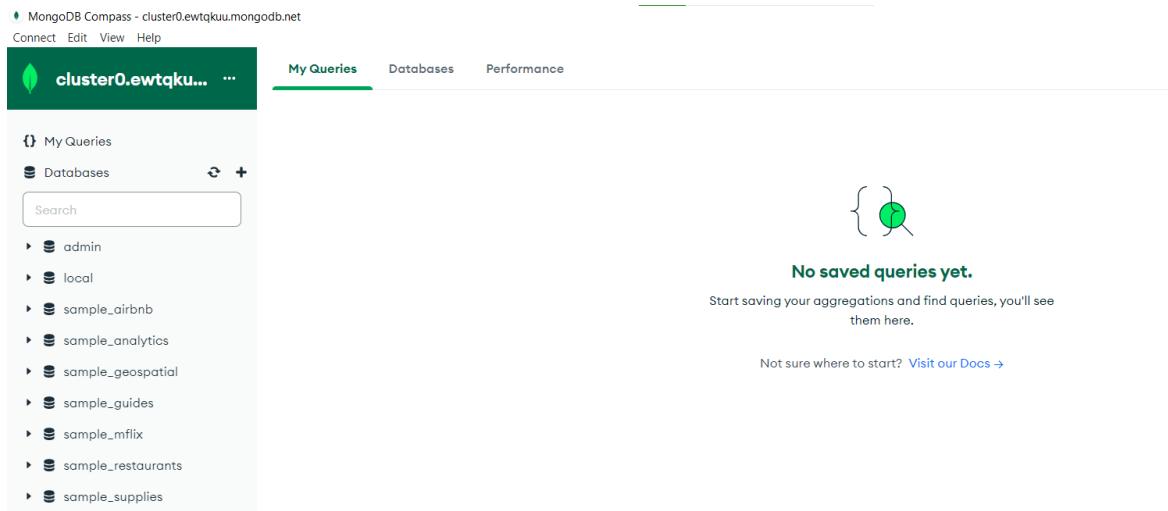 MongoDB Compass - cluster0.ewtqkuu.mongodb.net
Connect Edit View Help
cluster0.ewtqku... ...
My Queries Databases Performance
{} My Queries
Databases
Search
admin
local
sample_airbnb
sample_analytics
sample_geospatial
sample_guides
sample_mflix
sample_restaurants
sample_supplies
No saved queries yet.
Start saving your aggregations and find queries, you'll see
them here.
Not sure where to start? Visit our Docs →